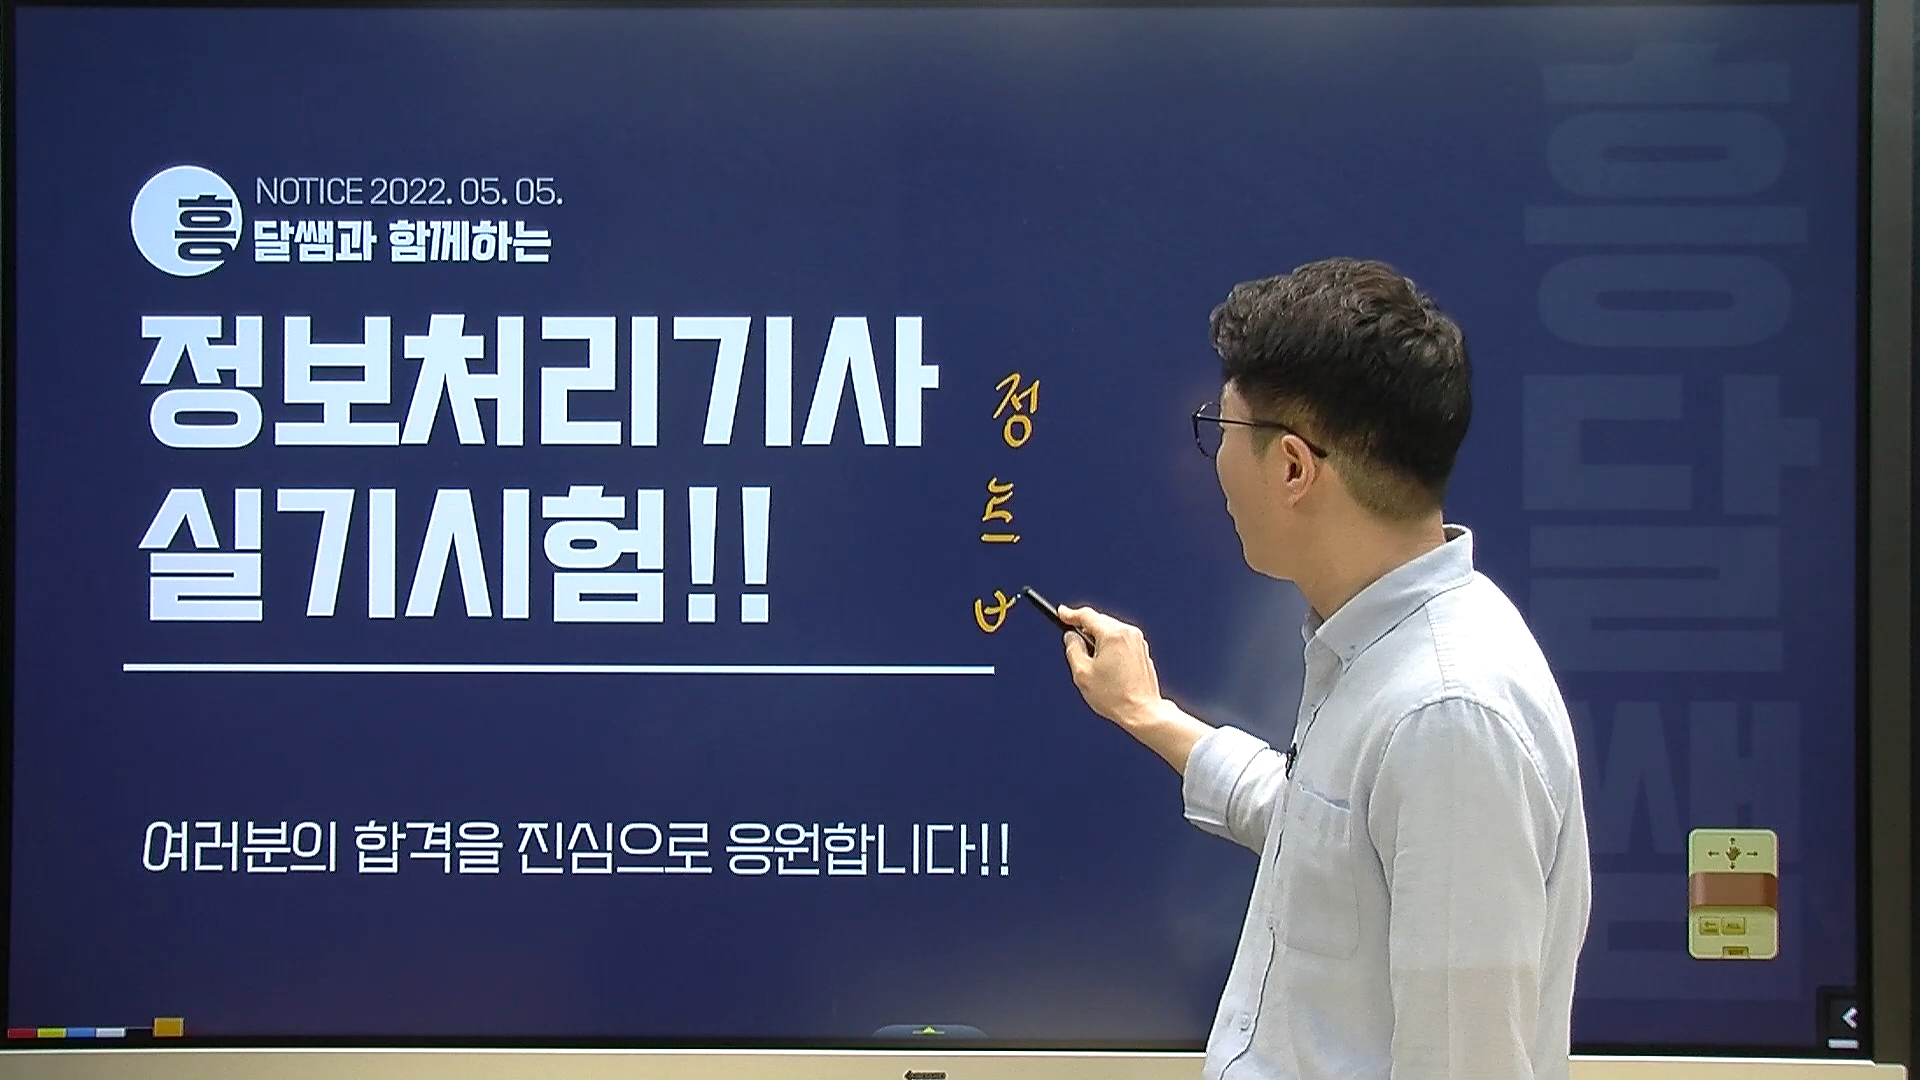 NOTICE 2022. 05. 05.
흥달쌤과 함께하는
정보처리기사
실기시험!!
정
여러분의 합격을 진심으로 응원합니다!!